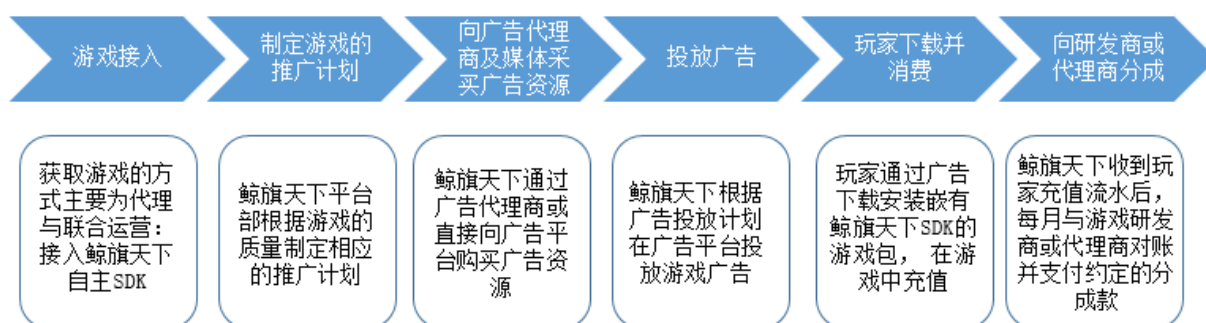 游戏接入
制定游戏的
推广计划
向广告代理
商及媒体采
买广告资源
投放广告
玩家下载并
消费
向研发商或
代理商分成
获取游戏的方
式主要为代理
与联合运营：
接入鲸旗天下
自主SDK
鲸旗天下平台
部根据游戏的
质量制定相应
的推广计划
鲸旗天下通过
广告代理商或
直接向广告平
台购买广告资
源
鲸旗天下根据
广告投放计划
在广告平台投
放游戏广告
玩家通过广告
下载安装嵌有
鲸旗天下SDK的
游戏包， 在游
戏中充值
鲸旗天下收到玩
家充值流水后，
每月与游戏研发
商或代理商对账
并支付约定的分
成款